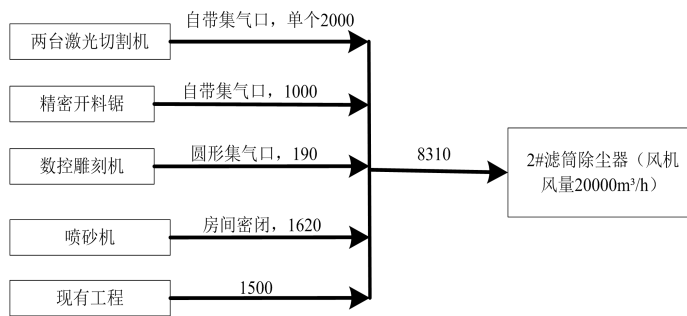 自带集气口，单个2000
两台激光切割机
自带集气口，1000
精密开料锯
圆形集气口，190
数控雕刻机
8310
2#滤筒除尘器（风机
风量20000m³/h）
房间密闭，1620
喷砂机
1500
现有工程